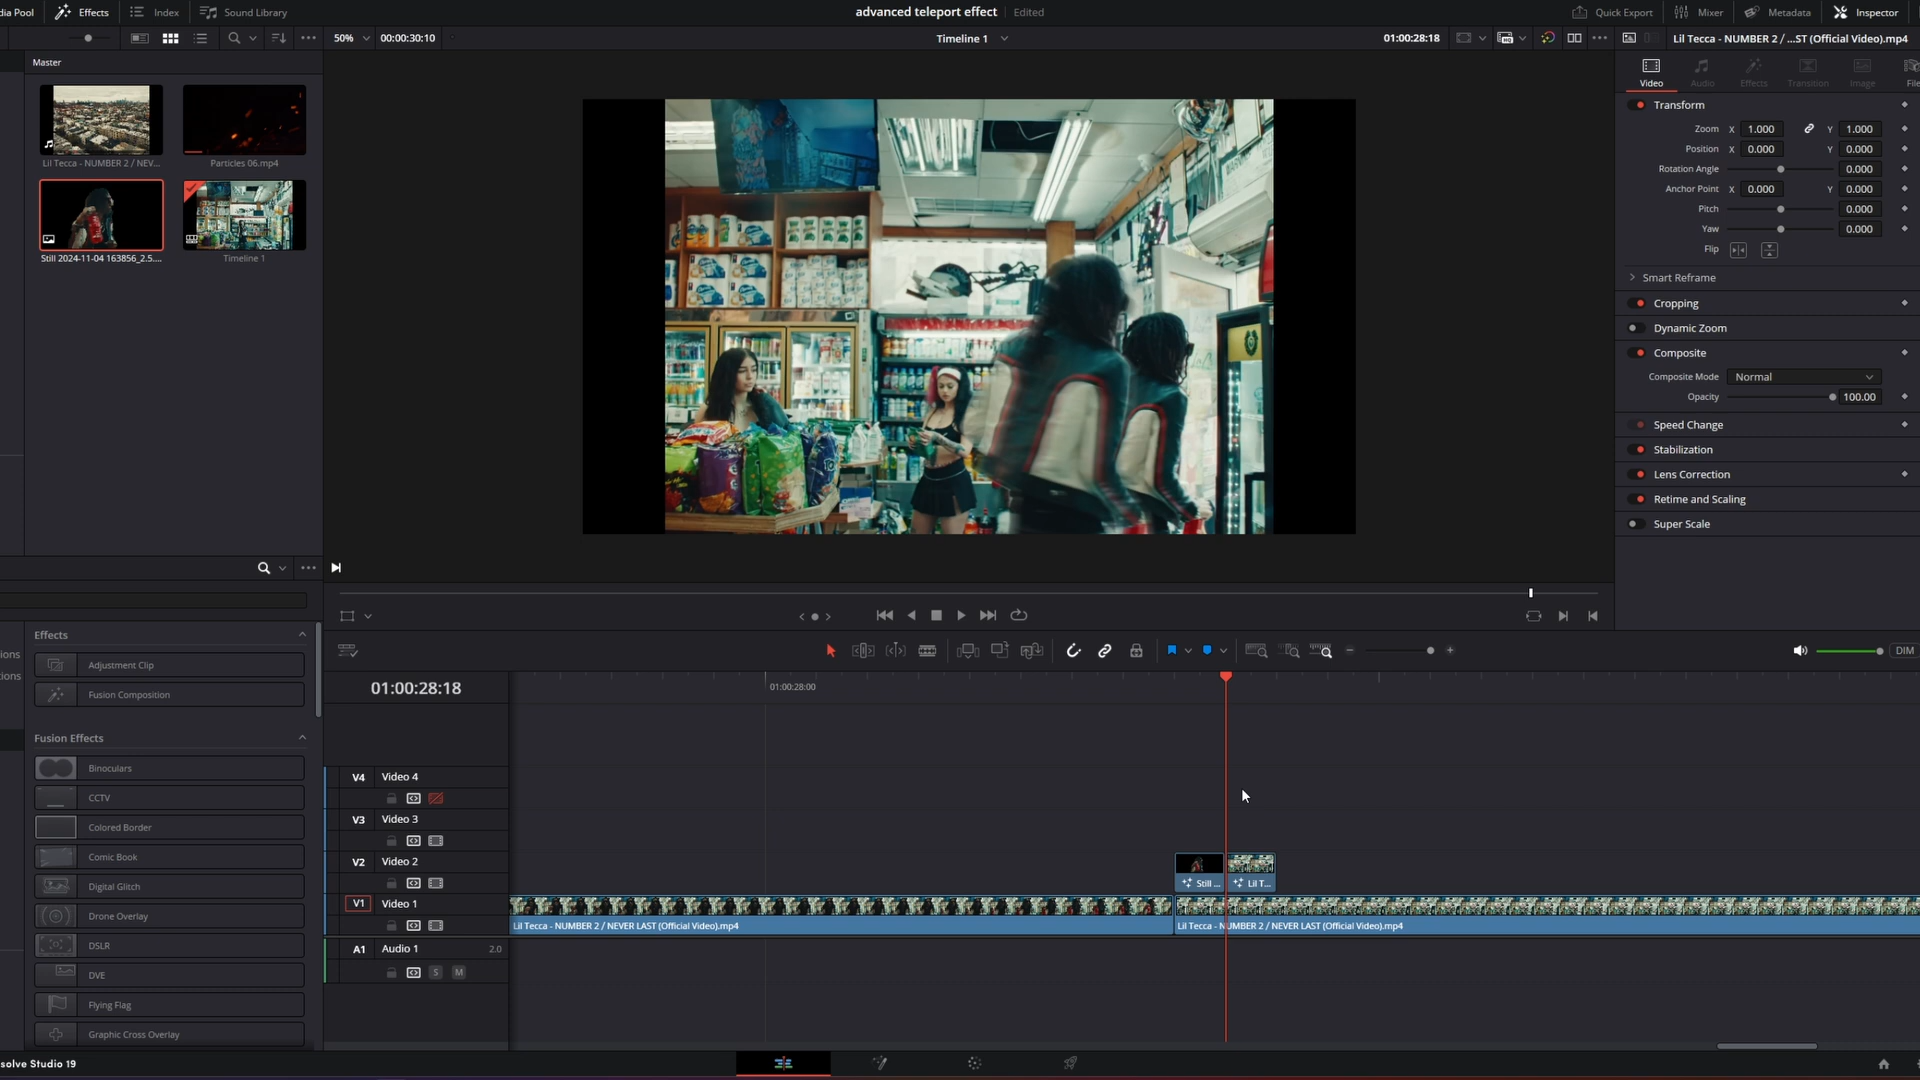 dia Pool
Effects
Index
Sound Library
advanced teleport effect
Edited
Quick Export
Mixer
Metadata
Inspector
50%
00:00:30:10
Timeline 1
01:00:28:18
Lil Tecca - NUMBER 2 / ...ST (Official Video).mp4
Master
Lil Tecca - NUMBER 2 / NEV...
Particles 06.mp4
Still 2024-11-04 163856_2.5....
Timeline 1
Video
Audio
Effects
Transition
Image
File
Transform
Zoom X 1.000 Y 1.000
Position X 0.000 Y 0.000
Rotation Angle 0.000
Anchor Point X 0.000 Y 0.000
Pitch 0.000
Yaw 0.000
Flip
Smart Reframe
Cropping
Dynamic Zoom
Composite
Composite Mode Normal
Opacity 100.00
Speed Change
Stabilization
Lens Correction
Retime and Scaling
Super Scale
Effects
ions
tions
Adjustment Clip
Fusion Composition
Fusion Effects
Binoculars
CCTV
Colored Border
Comic Book
Digital Glitch
Drone Overlay
DSLR
DVE
Flying Flag
Graphic Cross Overlay
DIM
01:00:28:18
01:00:28:00
V4 Video 4
V3 Video 3
V2 Video 2
Still ...
Lil T...
V1 Video 1
Lil Tecca - NUMBER 2 / NEVER LAST (Official Video).mp4
Lil Tecca - NUMBER 2 / NEVER LAST (Official Video).mp4
A1 Audio 1 2.0
S M
solve Studio 19